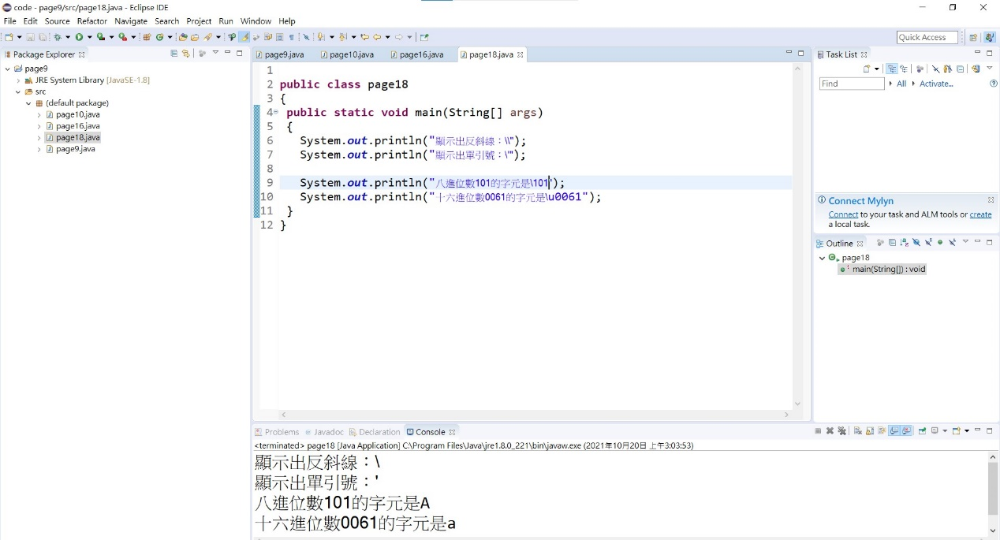 code - page9/src/page18.java - Eclipse IDE
File Edit Source Refactor Navigate Search Project Run Window Help
Quick Access
Package Explorer
page9
JRE System Library [JavaSE-1.8]
src
(default package)
page10.java
page16.java
page18.java
page9.java
page9.java page10.java page16.java page18.java
1
2 public class page18
3 {
4 public static void main(String[] args)
5 {
6 System.out.println("顯示出反斜線：\\");
7 System.out.println("顯示出單引號：\'");
8
9 System.out.println("八進位數101的字元是\101");
10 System.out.println("十六進位數0061的字元是\u0061");
11 }
12 }
Task List
Find All Activate...
Connect Mylyn
Connect to your task and ALM tools or create
a local task.
Outline
page18
main(String[]) : void
Problems Javadoc Declaration Console
<terminated> page18 [Java Application] C:\Program Files\Java\jre1.8.0_221\bin\javaw.exe (2021年10月20日 上午3:03:53)
顯示出反斜線：\
顯示出單引號：'
八進位數101的字元是A
十六進位數0061的字元是a